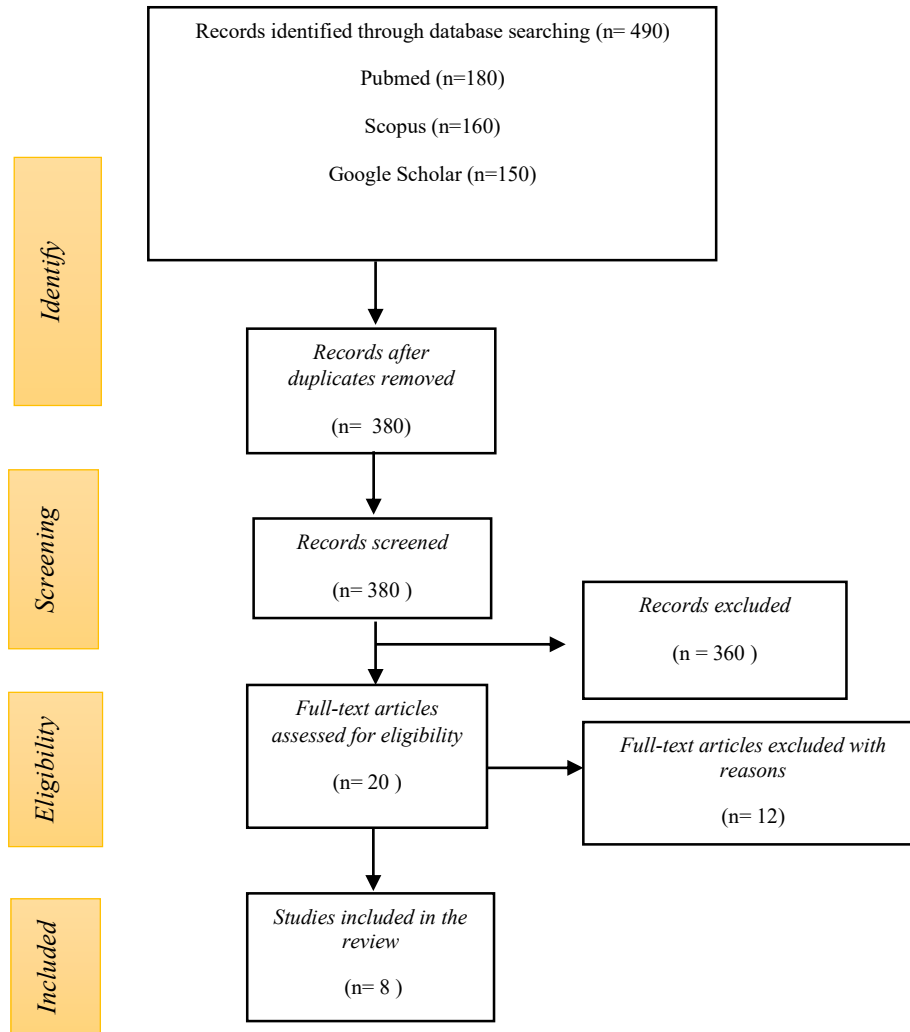 Records identified through database searching (n= 490)
Pubmed (n=180)
Scopus (n=160)
Google Scholar (n=150)
Identify
Records after
duplicates removed
(n=  380)
Screening
Records screened
(n= 380 )
Records excluded
(n = 360 )
Eligibility
Full-text articles
assessed for eligibility
(n= 20 )
Full-text articles excluded with
reasons
(n= 12)
Included
Studies included in the
review
(n= 8 )